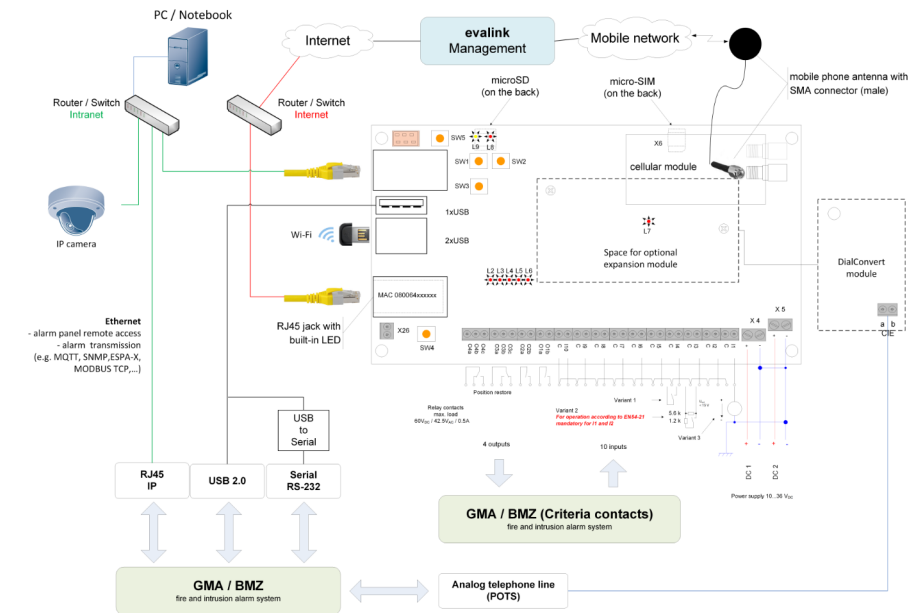 PC / Notebook
Internet
evalink
Management
Mobile network
mobile phone antenna with
SMA connector (male)
Router / Switch
Intranet
Router / Switch
Internet
microSD
(on the back)
micro-SIM
(on the back)
SW5
L9
L8
X6
SW1
SW2
cellular module
SW3
IP camera
1xUSB
Wi-Fi
2xUSB
L7
Space for optional
expansion module
DialConvert
module
L2 L3 L4 L5 L6
MAC 080064xxxxxx
a b
CIE
Ethernet
- alarm panel remote access
- alarm transmission
(e.g. MQTT, SNMP,ESPA-X,
MODBUS TCP,...)
RJ45 jack with
built-in LED
X26
SW4
X 4
X 5
Position restore
Relay contacts
max. load
Variant 1
Variant 2
For operation according to EN54-21
mandatory for I1 and I2
5.6 k
1.2 k
Variant 3
USB
to
Serial
4 outputs
10 inputs
DC 1
DC 2
Power supply 10...36 VDC
RJ45
IP
USB 2.0
Serial
RS-232
GMA / BMZ (Criteria contacts)
fire and intrusion alarm system
GMA / BMZ
fire and intrusion alarm system
Analog telephone line
(POTS)